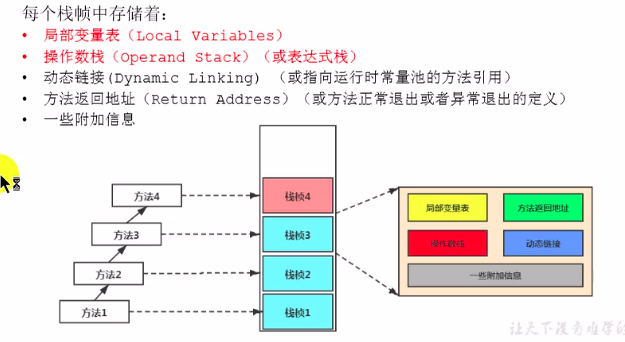 每个栈帧中存储着：
• 局部变量表（Local Variables）
• 操作数栈（Operand Stack）（或表达式栈）
• 动态链接(Dynamic Linking) （或指向运行时常量池的方法引用）
• 方法返回地址（Return Address）（或方法正常退出或者异常退出的定义）
• 一些附加信息
方法4
栈桢4
方法3
栈桢3
方法2
栈桢2
方法1
栈桢1
局部变量表
方法返回地址
操作数栈
动态链接
一些附加信息
让天下没有难学的